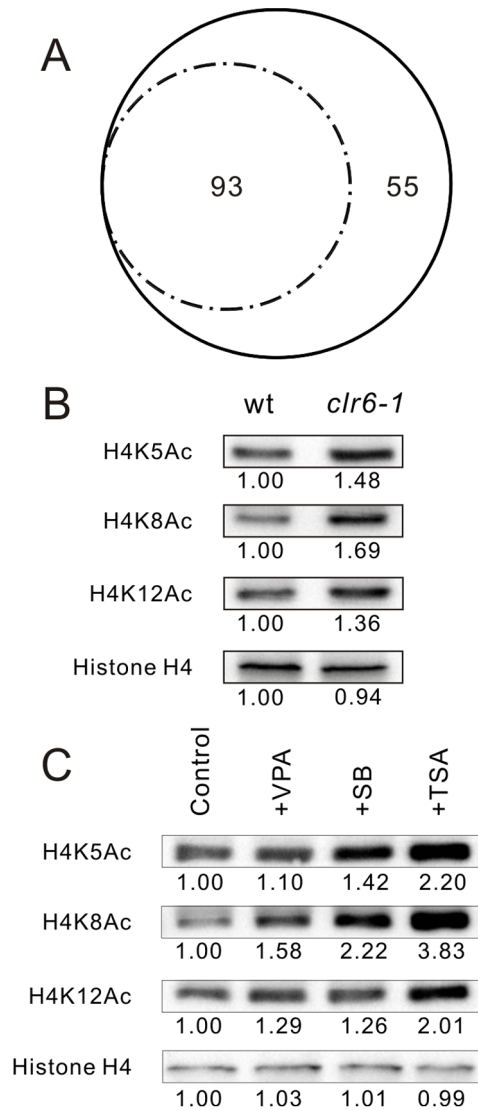 A
93 55
B
wt clr6-1
H4K5Ac
1.00 1.48
H4K8Ac
1.00 1.69
H4K12Ac
1.00 1.36
Histone H4
1.00 0.94
C
Control +VPA +SB +TSA
H4K5Ac
1.00 1.10 1.42 2.20
H4K8Ac
1.00 1.58 2.22 3.83
H4K12Ac
1.00 1.29 1.26 2.01
Histone H4
1.00 1.03 1.01 0.99